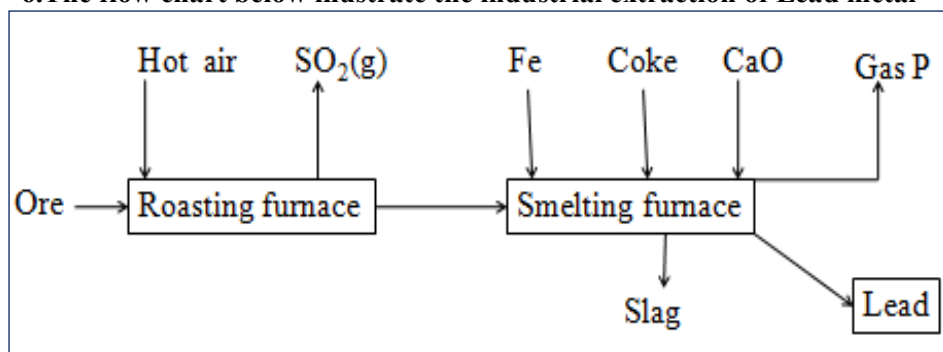 6.The flow chart below illustrate the industrial extraction of Lead metal
Hot air SO₂(g) Fe Coke CaO Gas P
Ore Roasting furnace Smelting furnace
Slag Lead